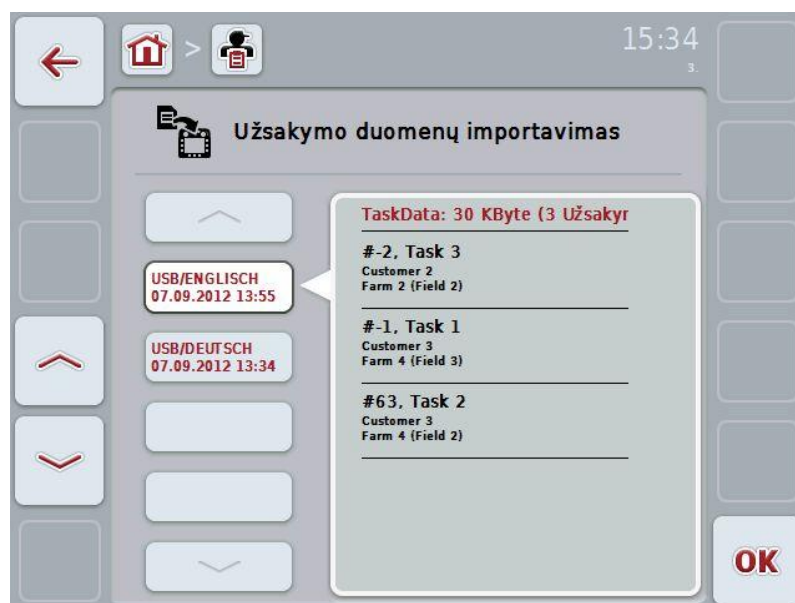 >
15:34
3.
Užsakymo duomenų importavimas
USB/ENGLISCH
07.09.2012 13:55
USB/DEUTSCH
07.09.2012 13:34
TaskData: 30 KByte (3 Užsakyr
#-2, Task 3
Customer 2
Farm 2 (Field 2)
#-1, Task 1
Customer 3
Farm 4 (Field 3)
#63, Task 2
Customer 3
Farm 4 (Field 2)
OK